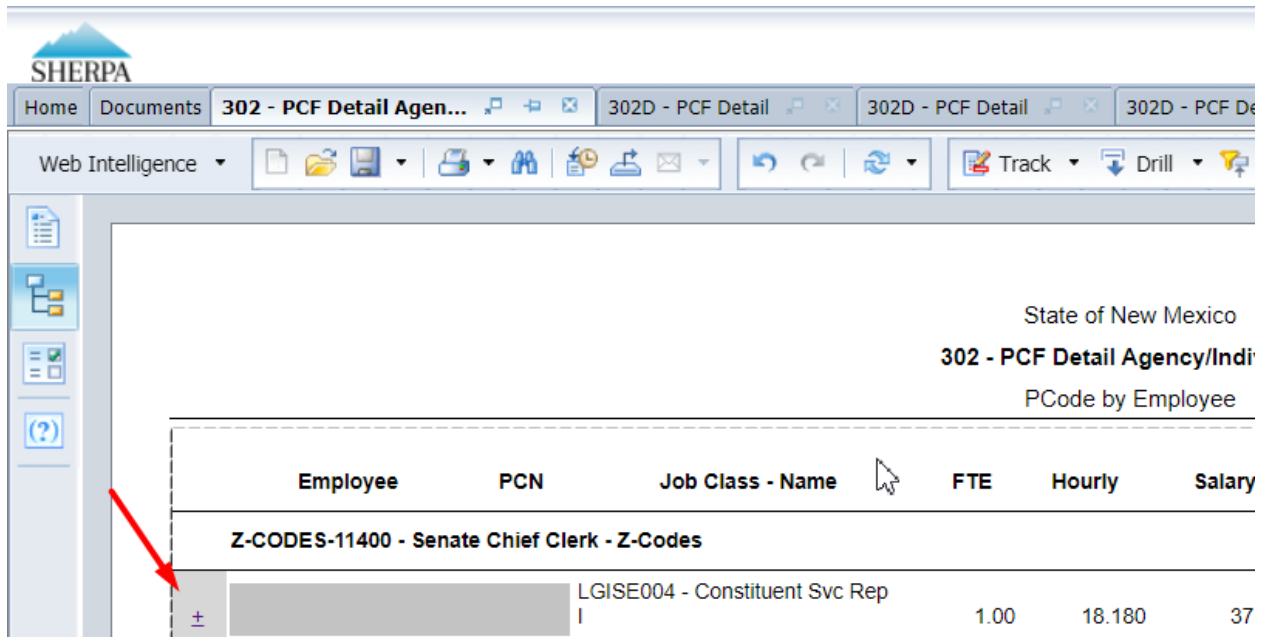 SHERPA
Home Documents 302 - PCF Detail Agen... 302D - PCF Detail 302D - PCF Detail 302D - PCF De
Web Intelligence Track Drill
State of New Mexico
302 - PCF Detail Agency/Indi
PCode by Employee
(?)
Employee PCN Job Class - Name FTE Hourly Salary
Z-CODES-11400 - Senate Chief Clerk - Z-Codes
LGISE004 - Constituent Svc Rep
± I 1.00 18.180 37